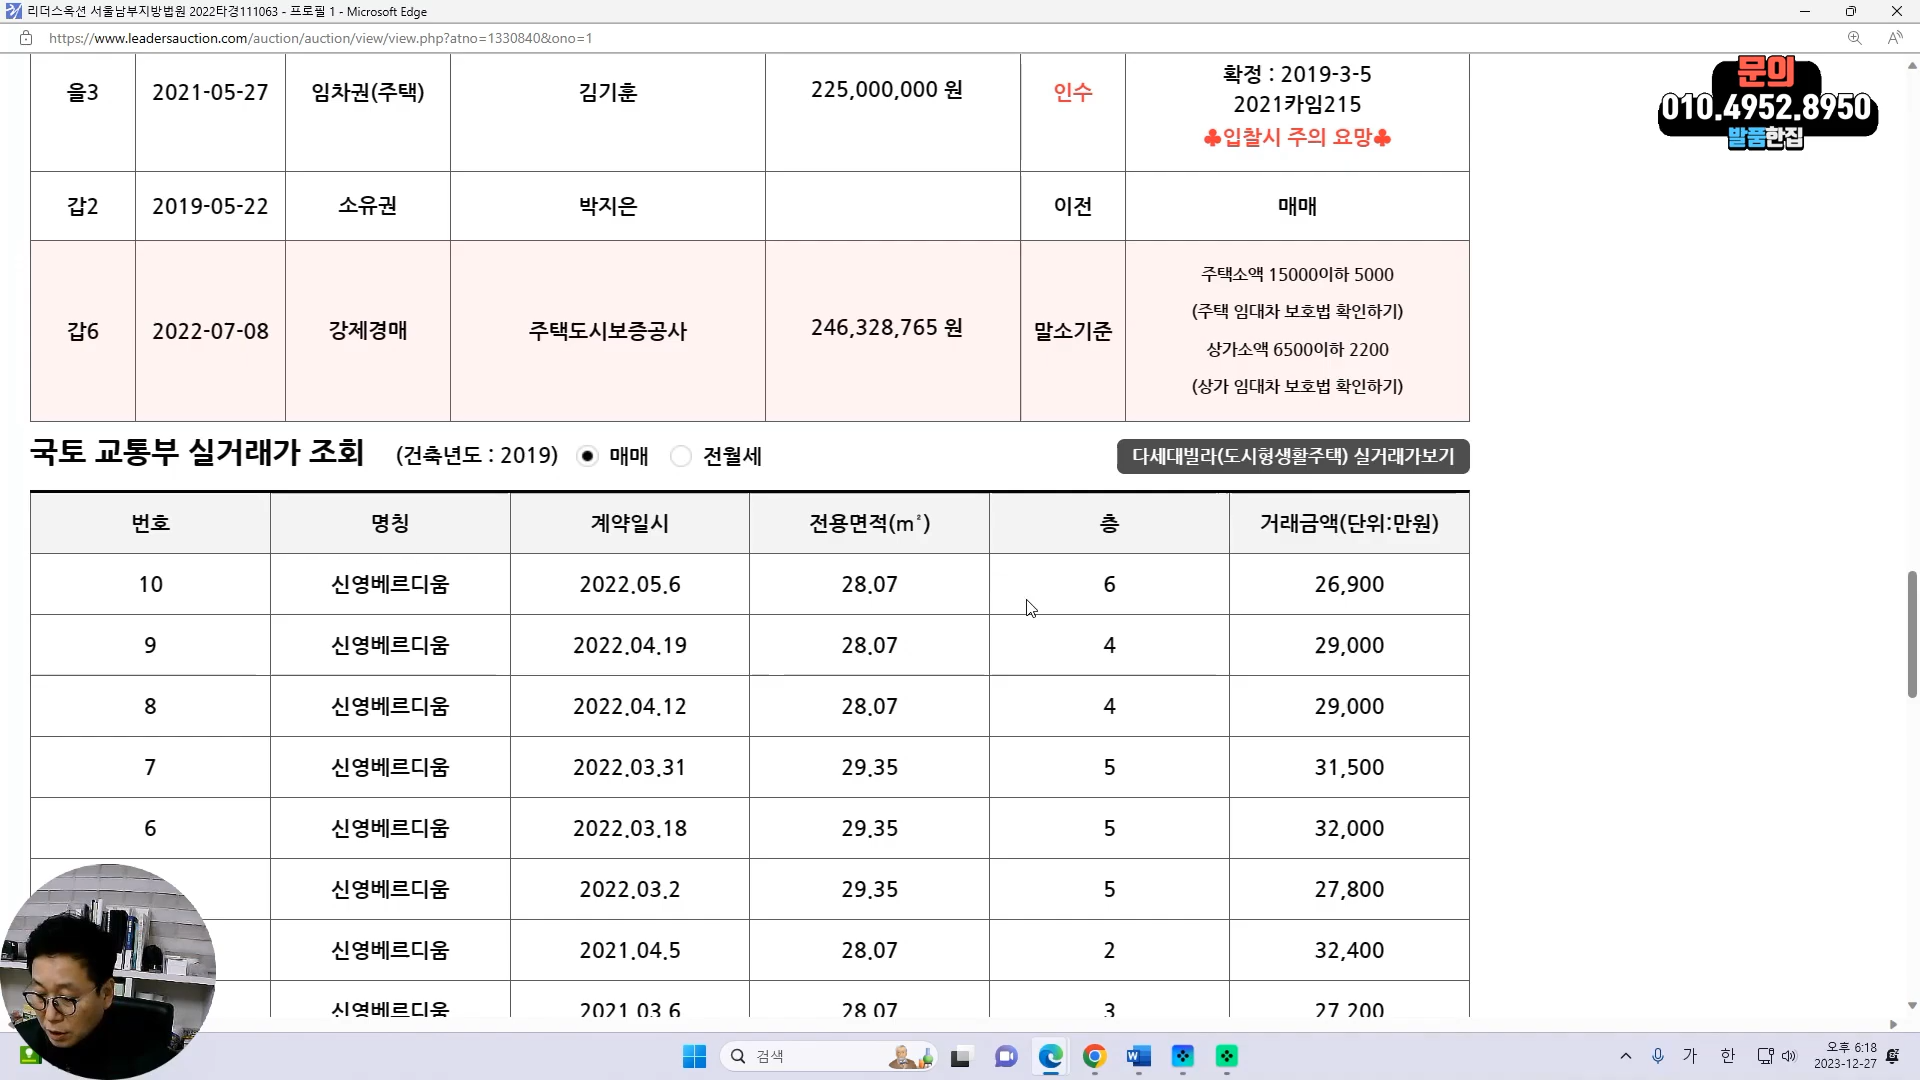 리더스옥션 서울남부지방법원 2022타경111063 - 프로필 1 - Microsoft Edge
https://www.leadersauction.com/auction/auction/view/view.php?atno=1330840&ono=1
문의
010.4952.8950
발품한집
을3 2021-05-27 임차권(주택) 김기훈 225,000,000 원 인수
확정 : 2019-3-5
2021카임215
♣입찰시 주의 요망♣
갑2 2019-05-22 소유권 박지은 이전 매매
갑6 2022-07-08 강제경매 주택도시보증공사 246,328,765 원 말소기준
주택소액 15000이하 5000
(주택 임대차 보호법 확인하기)
상가소액 6500이하 2200
(상가 임대차 보호법 확인하기)
국토 교통부 실거래가 조회 (건축년도 : 2019) 매매 전월세 다세대빌라(도시형생활주택) 실거래가보기
번호 명칭 계약일시 전용면적(㎡) 층 거래금액(단위:만원)
10 신영베르디움 2022.05.6 28.07 6 26,900
9 신영베르디움 2022.04.19 28.07 4 29,000
8 신영베르디움 2022.04.12 28.07 4 29,000
7 신영베르디움 2022.03.31 29.35 5 31,500
6 신영베르디움 2022.03.18 29.35 5 32,000
신영베르디움 2022.03.2 29.35 5 27,800
신영베르디움 2021.04.5 28.07 2 32,400
신영베르디움 2021.03.6 28.07 3 27,200
검색
가 한 오후 6:18
2023-12-27